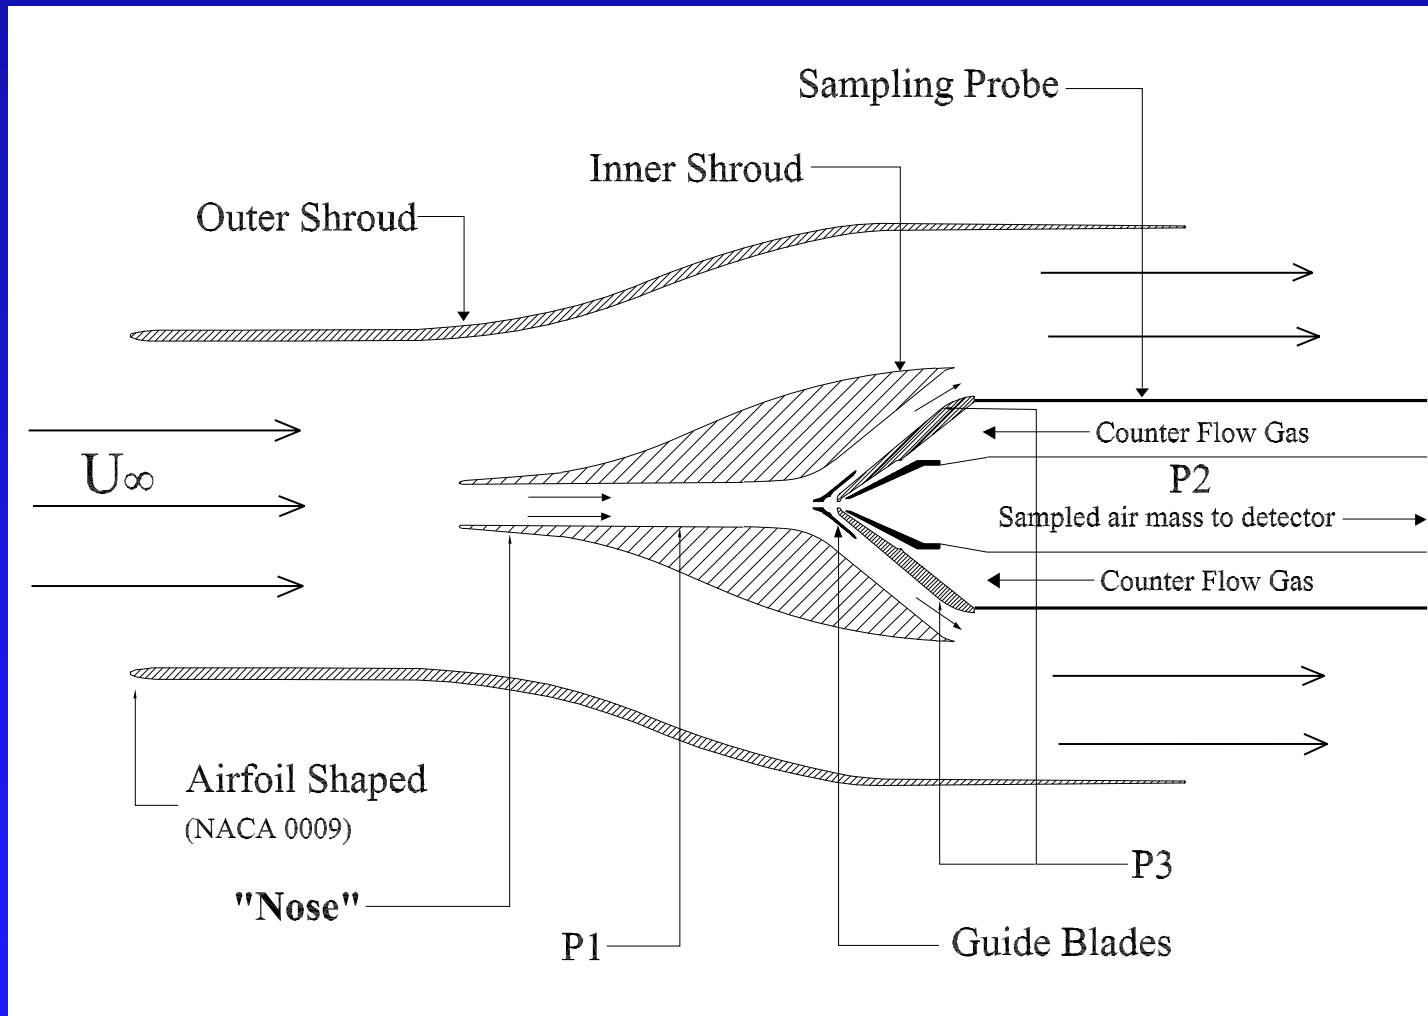 Sampling Probe
Inner Shroud
Outer Shroud
Counter Flow Gas
U∞
P2
Sampled air mass to detector
Counter Flow Gas
Airfoil Shaped
(NACA 0009)
P3
"Nose"
P1
Guide Blades